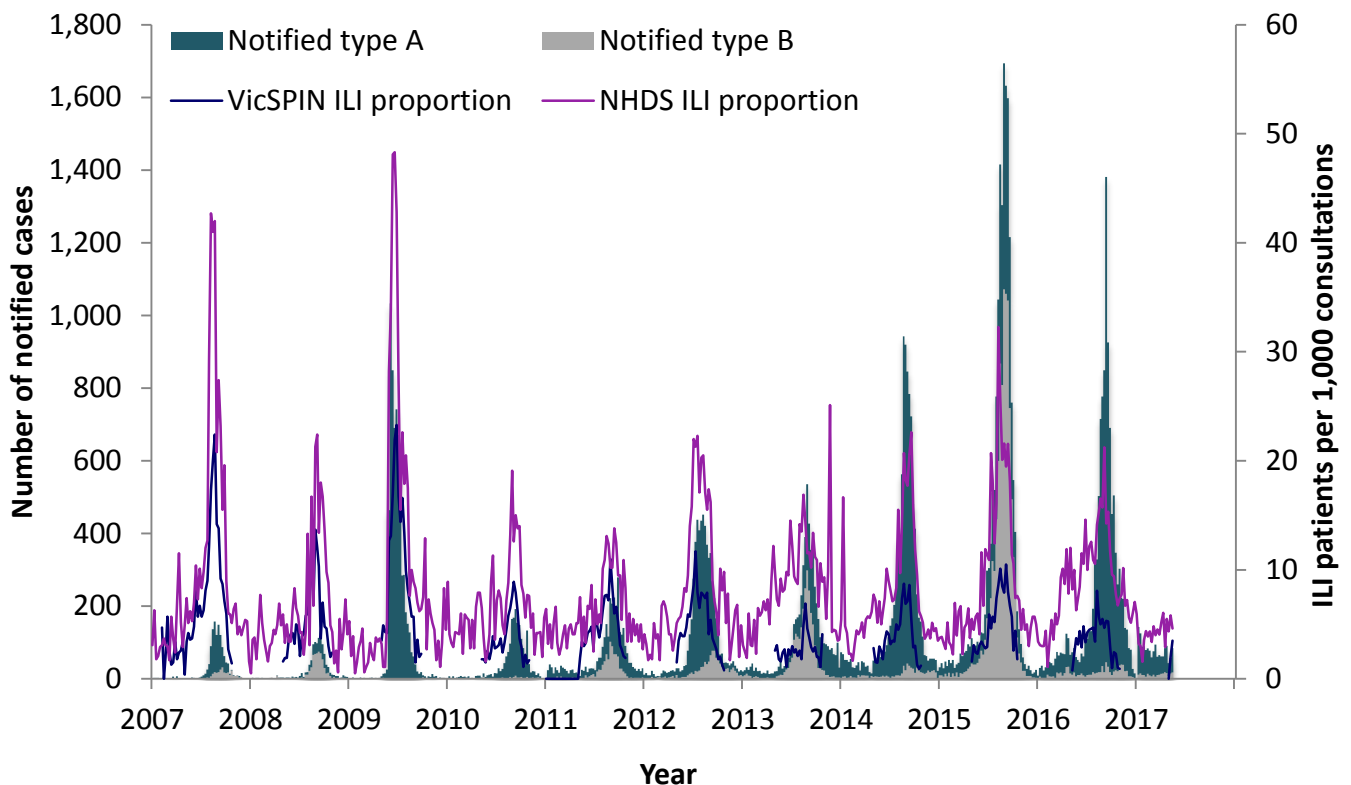 Notified type A
Notified type B
VicSPIN ILI proportion
NHDS ILI proportion
Number of notified cases
1,800
1,600
1,400
1,200
1,000
800
600
400
200
0
60
50
40
30
20
10
0
ILI patients per 1,000 consultations
2007 2008 2009 2010 2011 2012 2013 2014 2015 2016 2017
Year